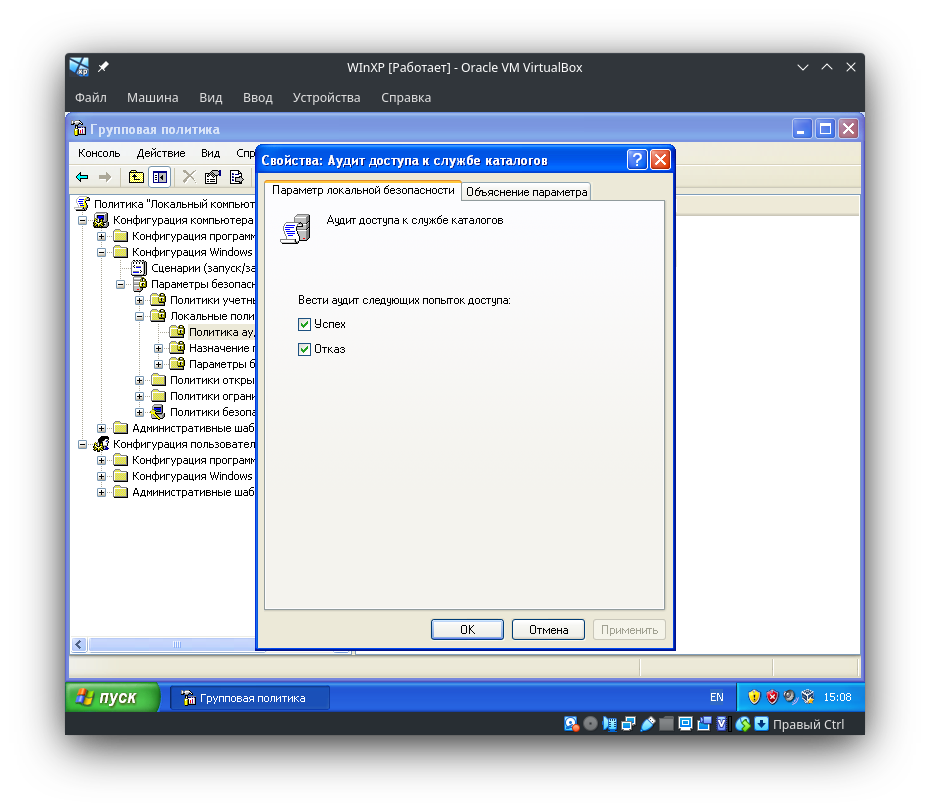 WInXP [Работает] - Oracle VM VirtualBox
Файл Машина Вид Ввод Устройства Справка
Групповая политика
Консоль Действие Вид Спр
Свойства: Аудит доступа к службе каталогов
Параметр локальной безопасности Объяснение параметра
Аудит доступа к службе каталогов
Вести аудит следующих попыток доступа:
Успех
Отказ
OK Отмена Применить
Политика "Локальный компьют
Конфигурация компьютера
Конфигурация програм
Конфигурация Windows
Сценарии (запуск/за
Параметры безопасн
Политики учетн
Локальные поли
Политика ау
Назначение п
Параметры б
Политики откры
Политики ограни
Политики безопа
Административные шаб
Конфигурация пользовател
Конфигурация програм
Конфигурация Windows
Административные шаб
пуск Групповая политика EN 15:08
Правый Ctrl